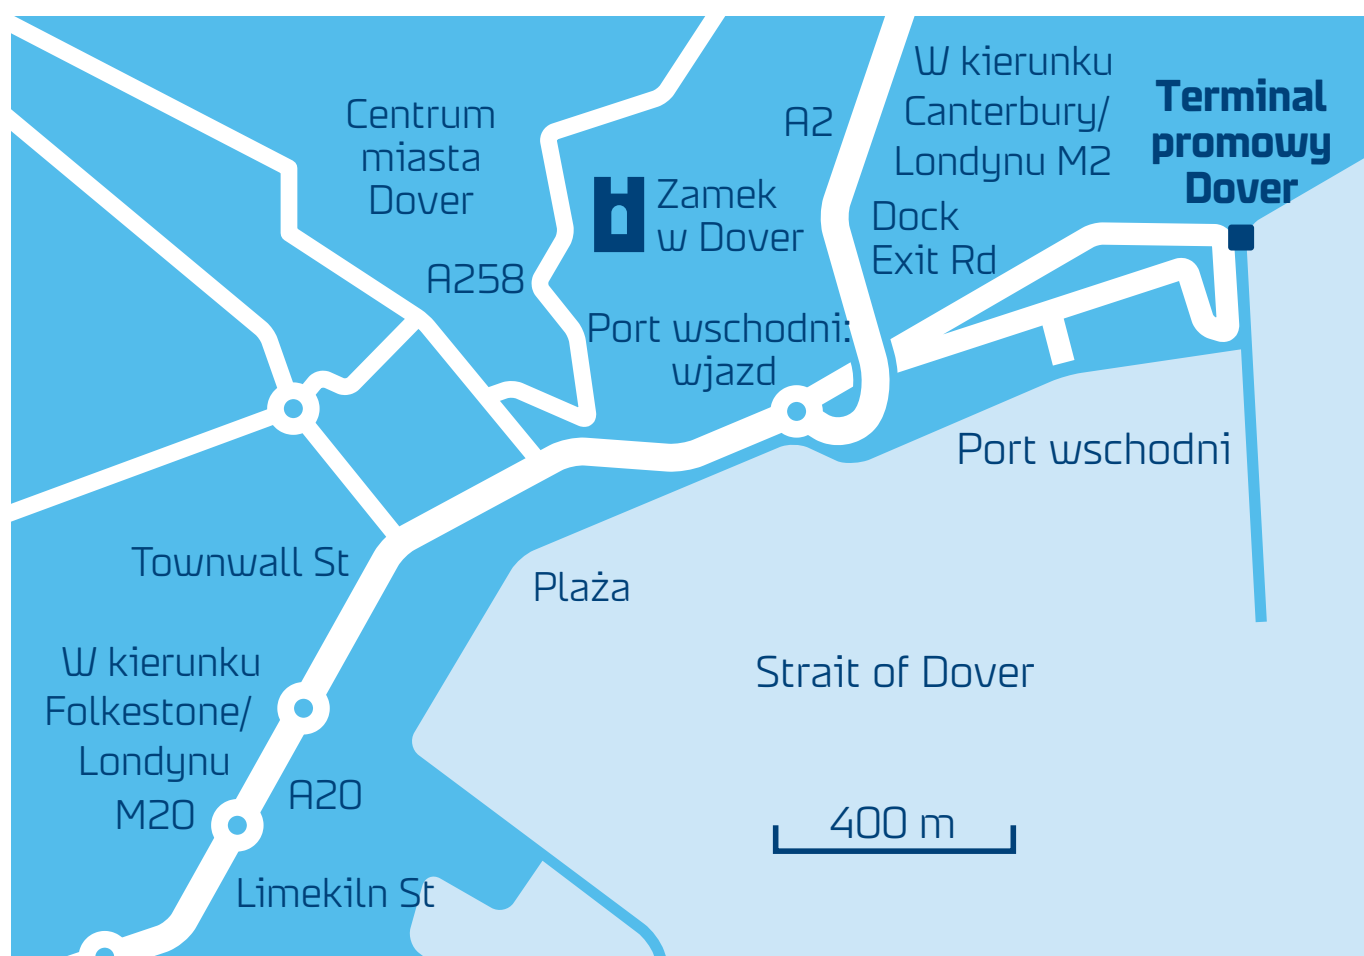 Centrum
miasta
Dover
A2
W kierunku
Canterbury/
Londynu M2
Terminal
promowy
Dover
Zamek
w Dover
Dock
Exit Rd
A258
Port wschodni:
wjazd
Port wschodni
Townwall St
Plaża
W kierunku
Folkestone/
Londynu
M20
A20
Strait of Dover
400 m
Limekiln St